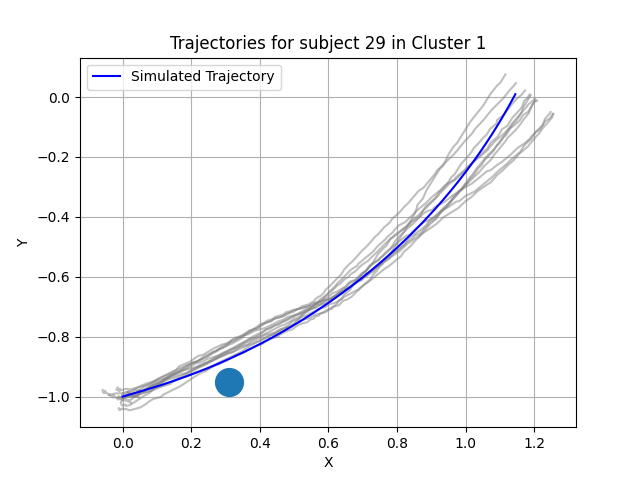 Trajectories for subject 29 in Cluster 1
Simulated Trajectory
0.0
−0.2
−0.4
−0.6
−0.8
−1.0
Y
0.0 0.2 0.4 0.6 0.8 1.0 1.2
X